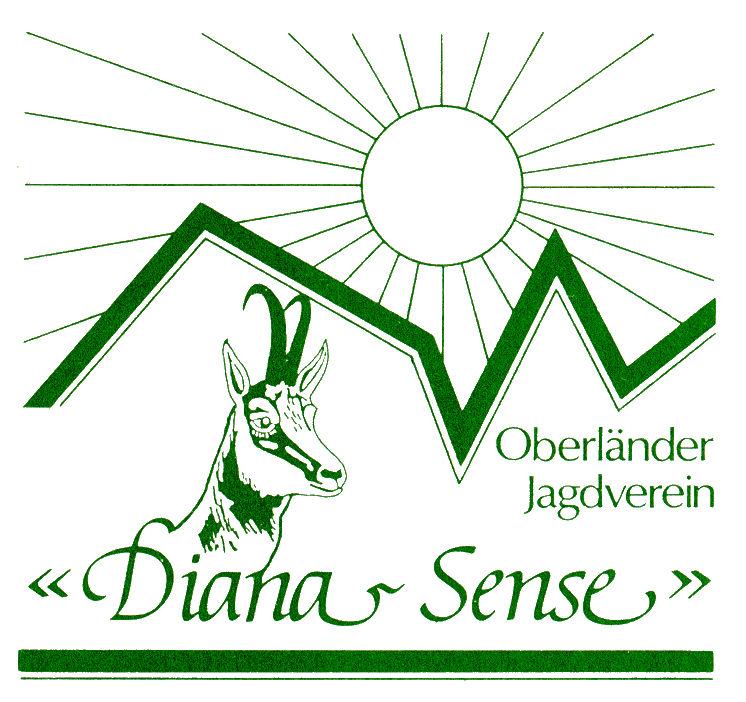 Oberländer
Jagdverein
« Diana - Sense »